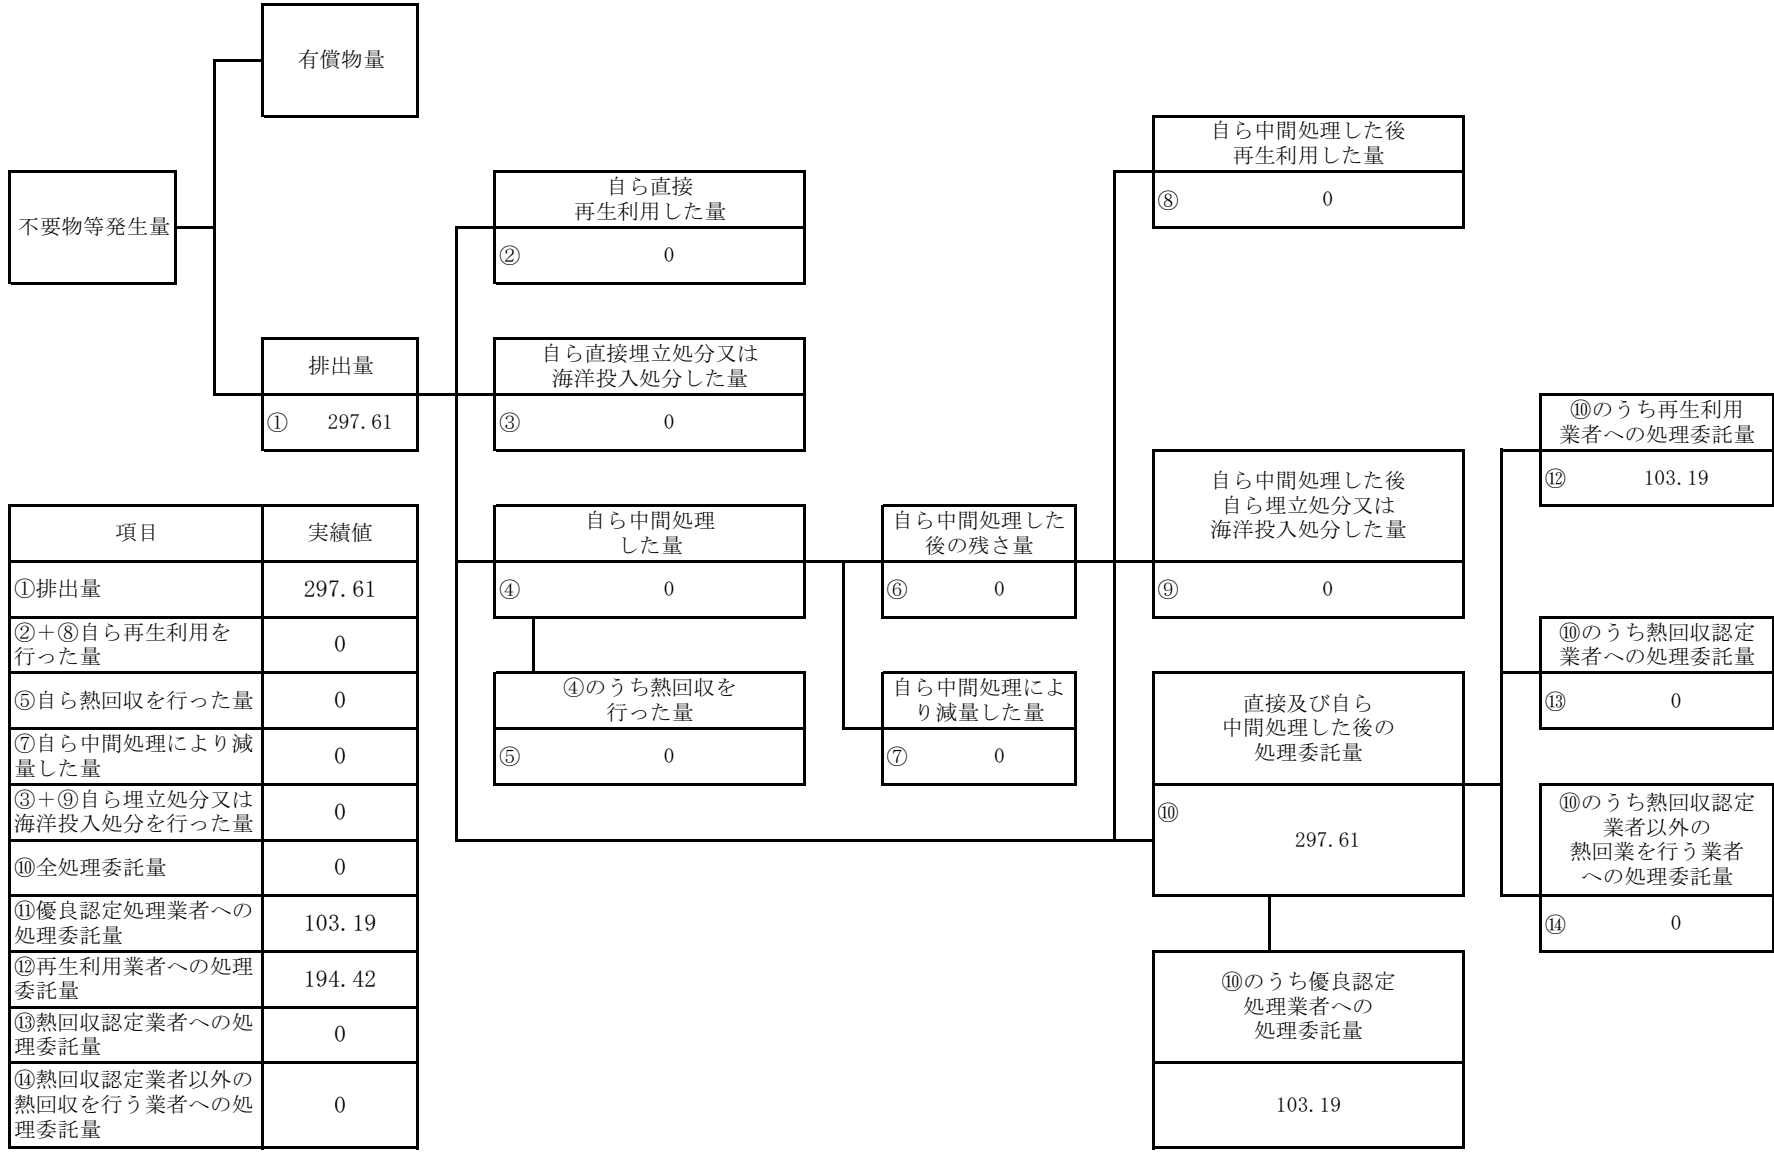 有償物量
自ら中間処理した後
再生利用した量
⑧ 0
不要物等発生量
自ら直接
再生利用した量
② 0
排出量
① 297.61
自ら直接埋立処分又は
海洋投入処分した量
③ 0
⑩のうち再生利用
業者への処理委託量
⑫ 103.19
自ら中間処理
した量
④ 0
自ら中間処理した
後の残さ量
⑥ 0
自ら中間処理した後
自ら埋立処分又は
海洋投入処分した量
⑨ 0
⑩のうち熱回収認定
業者への処理委託量
⑬ 0
④のうち熱回収を
行った量
⑤ 0
自ら中間処理によ
り減量した量
⑦ 0
直接及び自ら
中間処理した後の
処理委託量
⑩
297.61
⑩のうち熱回収認定
業者以外の
熱回業を行う業者
への処理委託量
⑭ 0
⑩のうち優良認定
処理業者への
処理委託量
103.19
項目 実績値
①排出量 297.61
②+⑧自ら再生利用を
行った量 0
⑤自ら熱回収を行った量 0
⑦自ら中間処理により減
量した量 0
③+⑨自ら埋立処分又は
海洋投入処分を行った量 0
⑩全処理委託量 0
⑪優良認定処理業者への
処理委託量 103.19
⑫再生利用業者への処理
委託量 194.42
⑬熱回収認定業者への処
理委託量 0
⑭熱回収認定業者以外の
熱回収を行う業者への処
理委託量 0